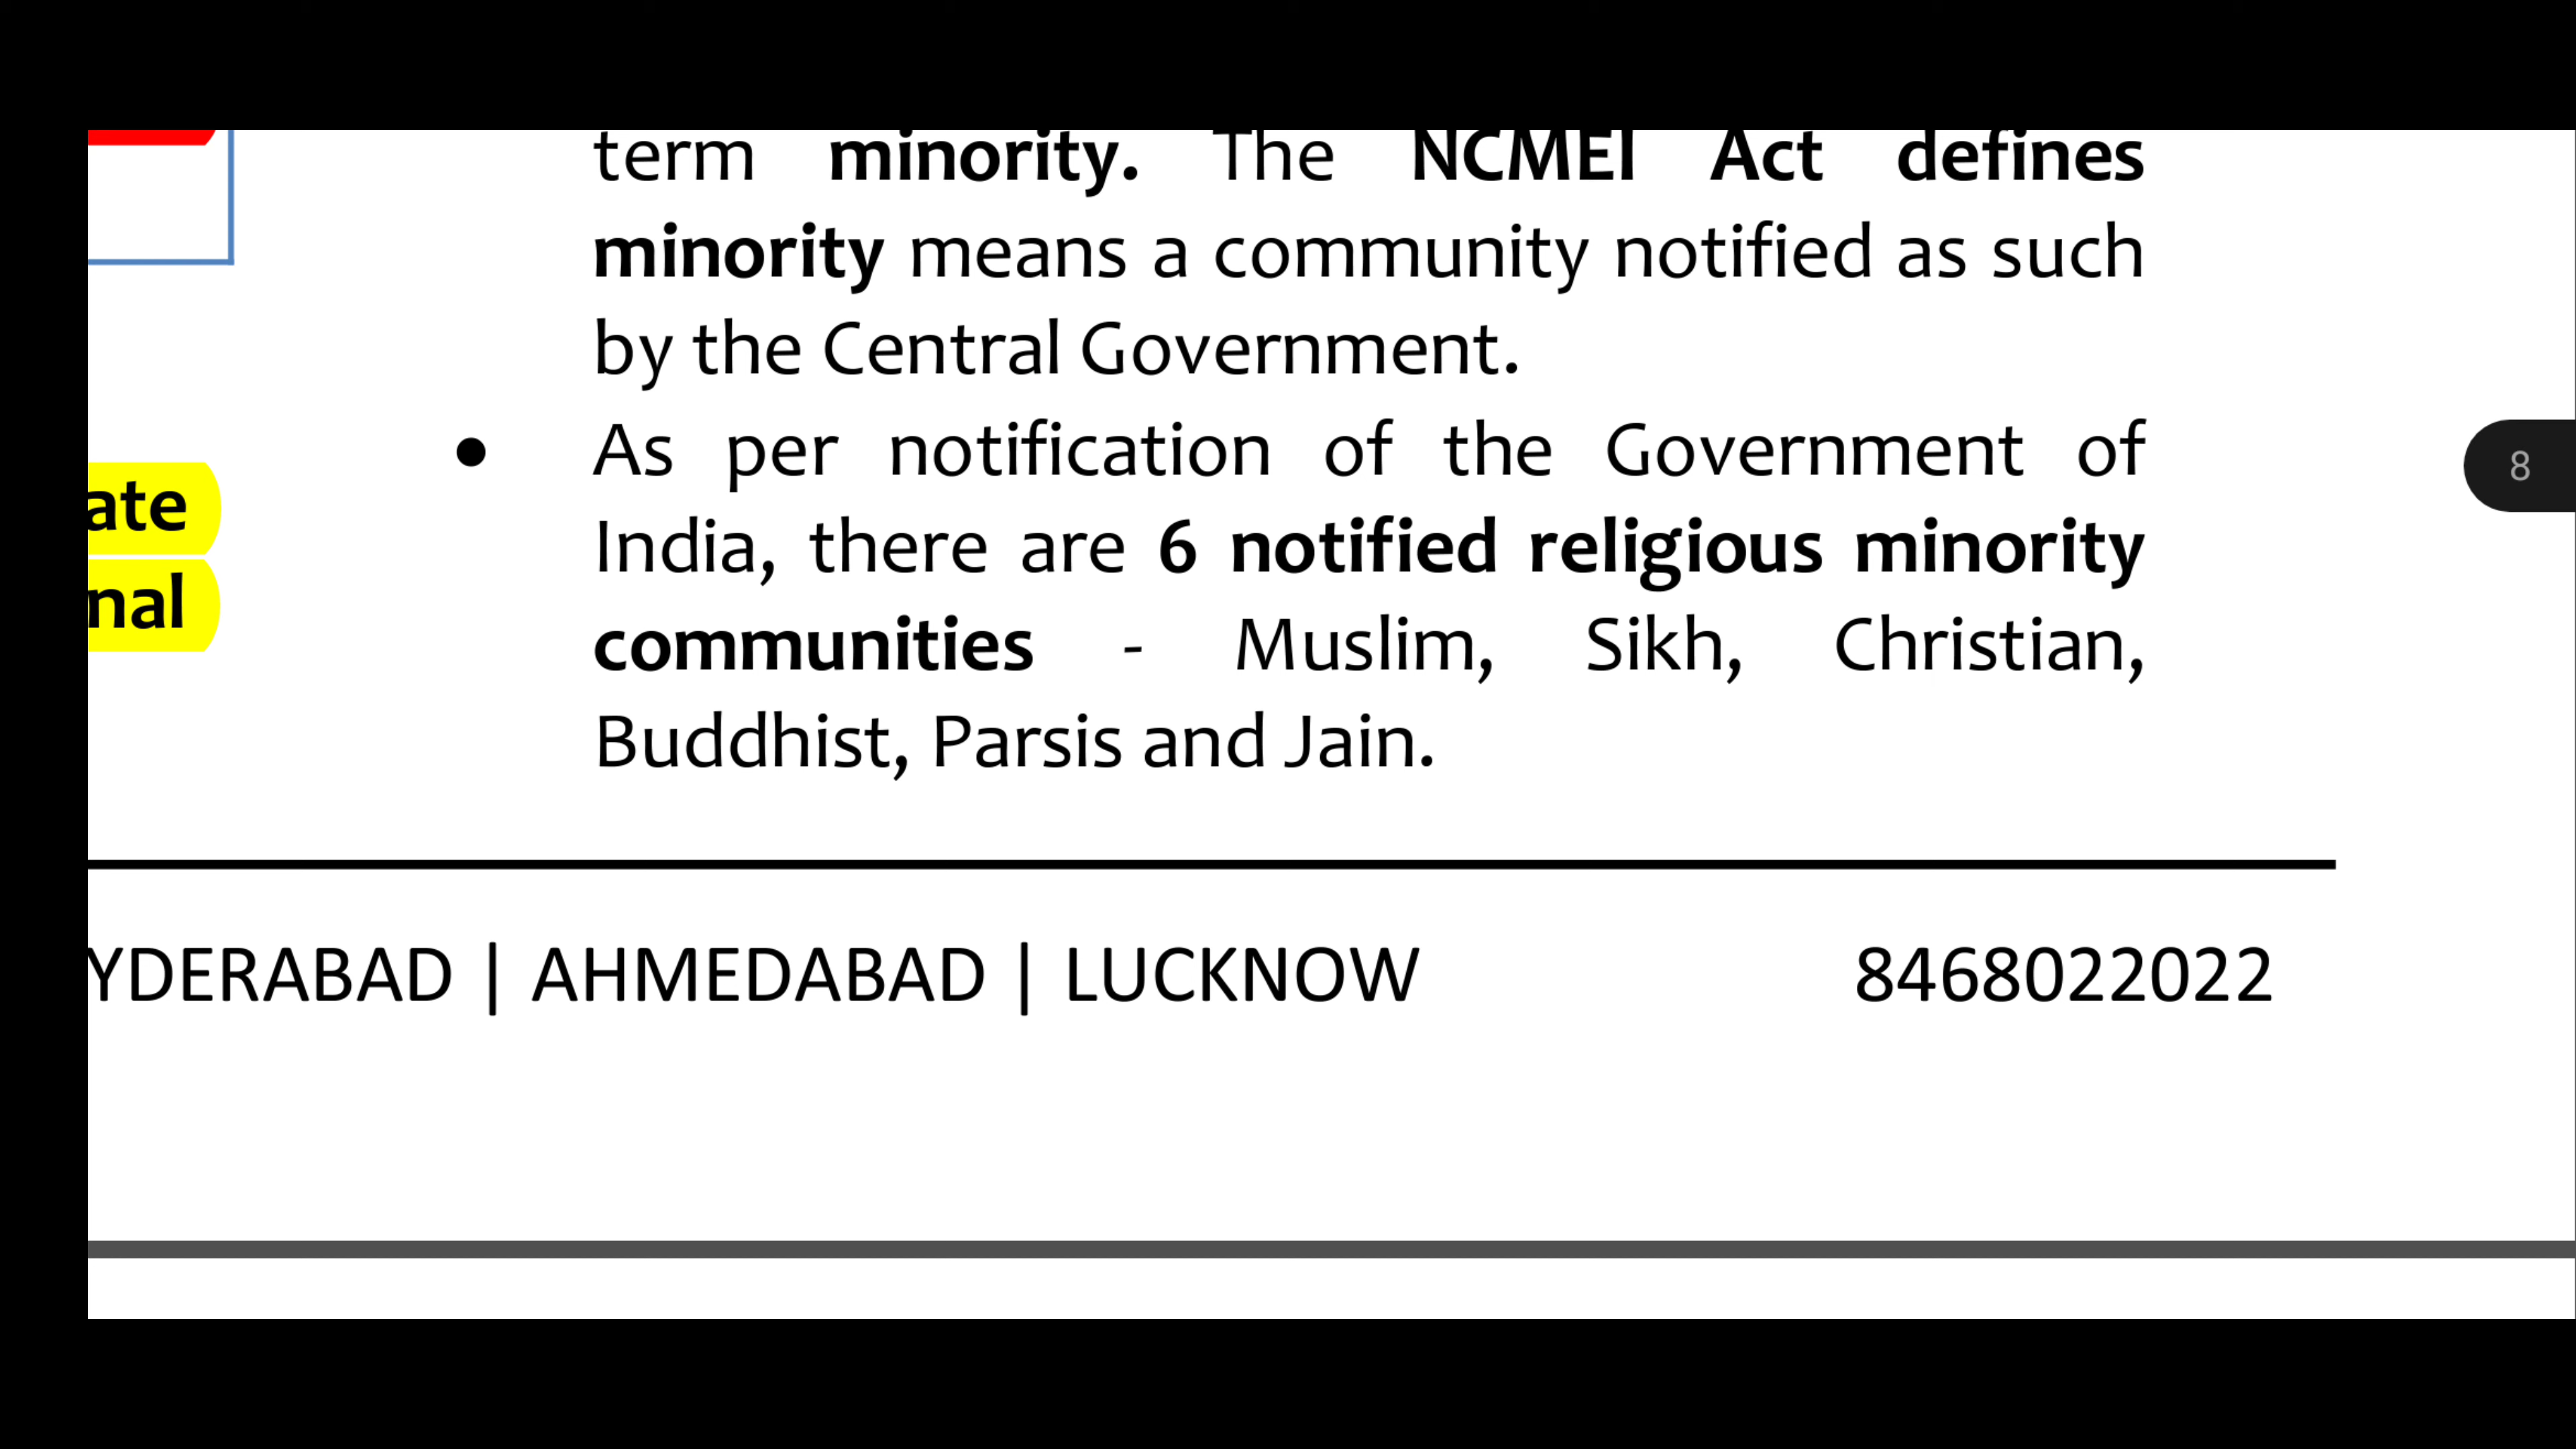 term minority. The NCMEI Act defines
minority means a community notified as such
by the Central Government.
• As per notification of the Government of
India, there are 6 notified religious minority
communities - Muslim, Sikh, Christian,
Buddhist, Parsis and Jain.
ate
nal
YDERABAD | AHMEDABAD | LUCKNOW 8468022022
8